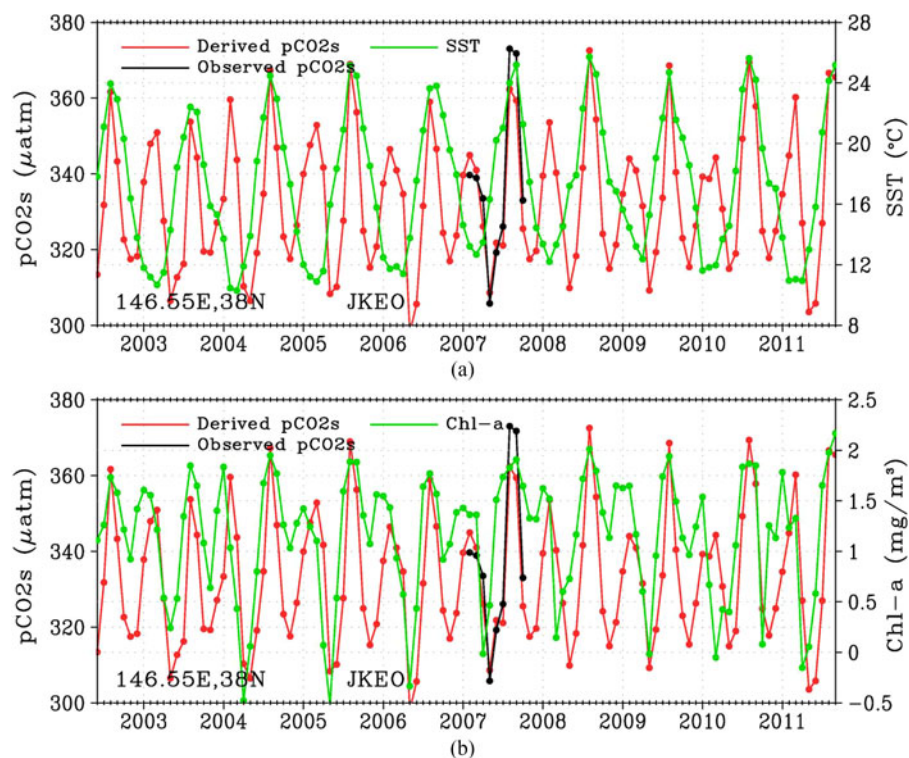 380
360
340
320
300
pCO2s (μatm)
Derived pCO2s
SST
Observed pCO2s
146.55E,38N
JKEO
28
24
20
16
12
8
SST (°C)
2003 2004 2005 2006 2007 2008 2009 2010 2011
(a)
380
360
340
320
300
pCO2s (μatm)
Derived pCO2s
Chl-a
Observed pCO2s
146.55E,38N
JKEO
2.5
2
1.5
1
0.5
0
-0.5
Chl-a (mg/m³)
2003 2004 2005 2006 2007 2008 2009 2010 2011
(b)